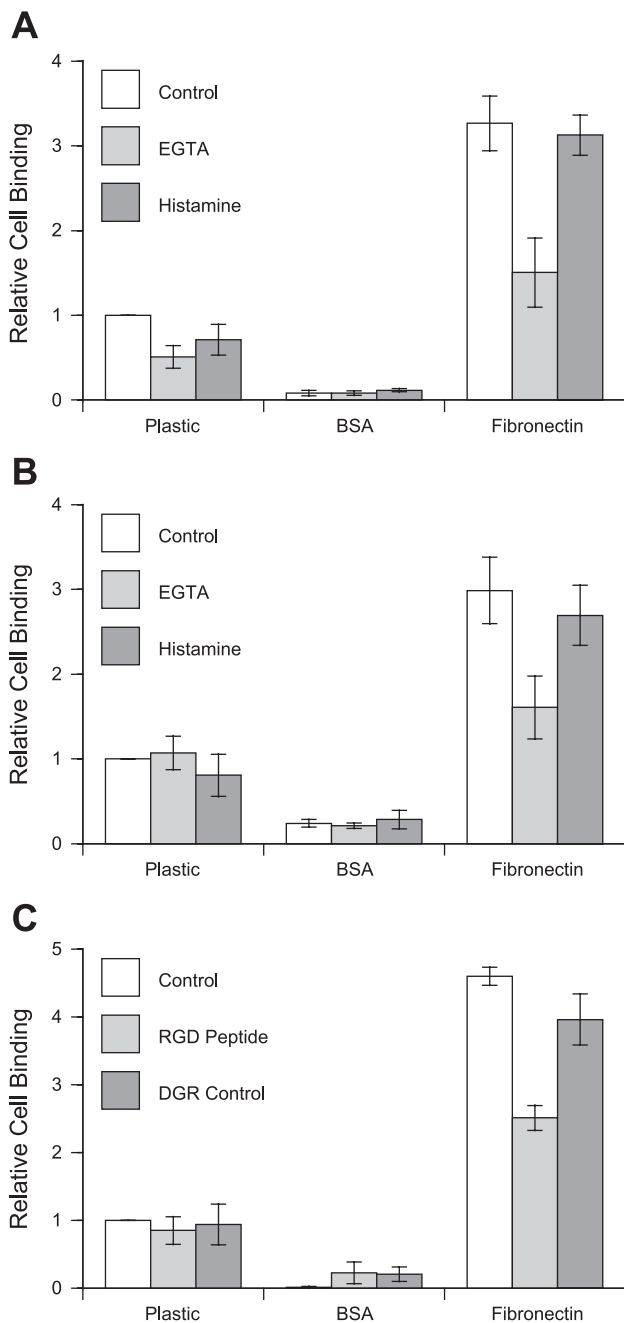 A
Relative Cell Binding
4
3
2
1
0
Control
EGTA
Histamine
Plastic BSA Fibronectin
B
Relative Cell Binding
4
3
2
1
0
Control
EGTA
Histamine
Plastic BSA Fibronectin
C
Relative Cell Binding
5
4
3
2
1
0
Control
RGD Peptide
DGR Control
Plastic BSA Fibronectin